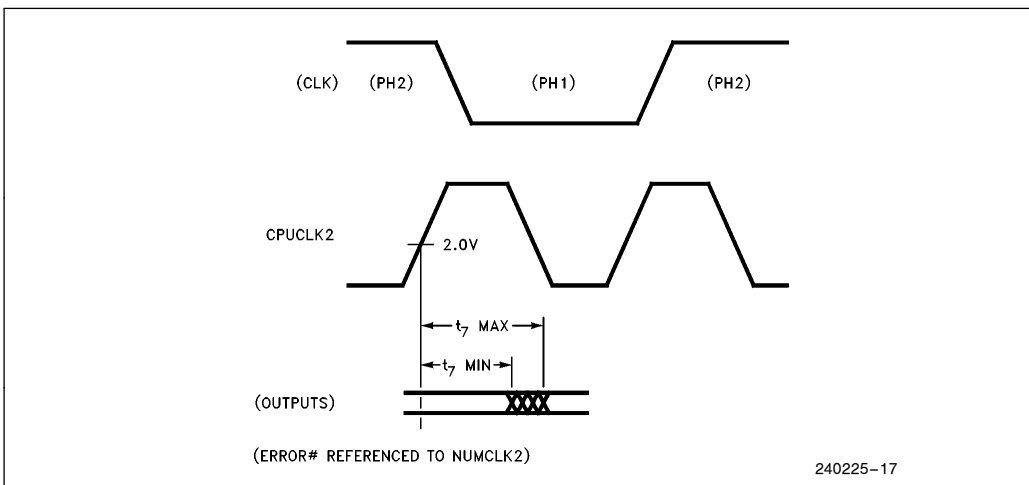 (CLK) (PH2) (PH1) (PH2)
CPUCLK2
2.0V
t7 MAX
t7 MIN
(OUTPUTS)
(ERROR# REFERENCED TO NUMCLK2)
240225–17